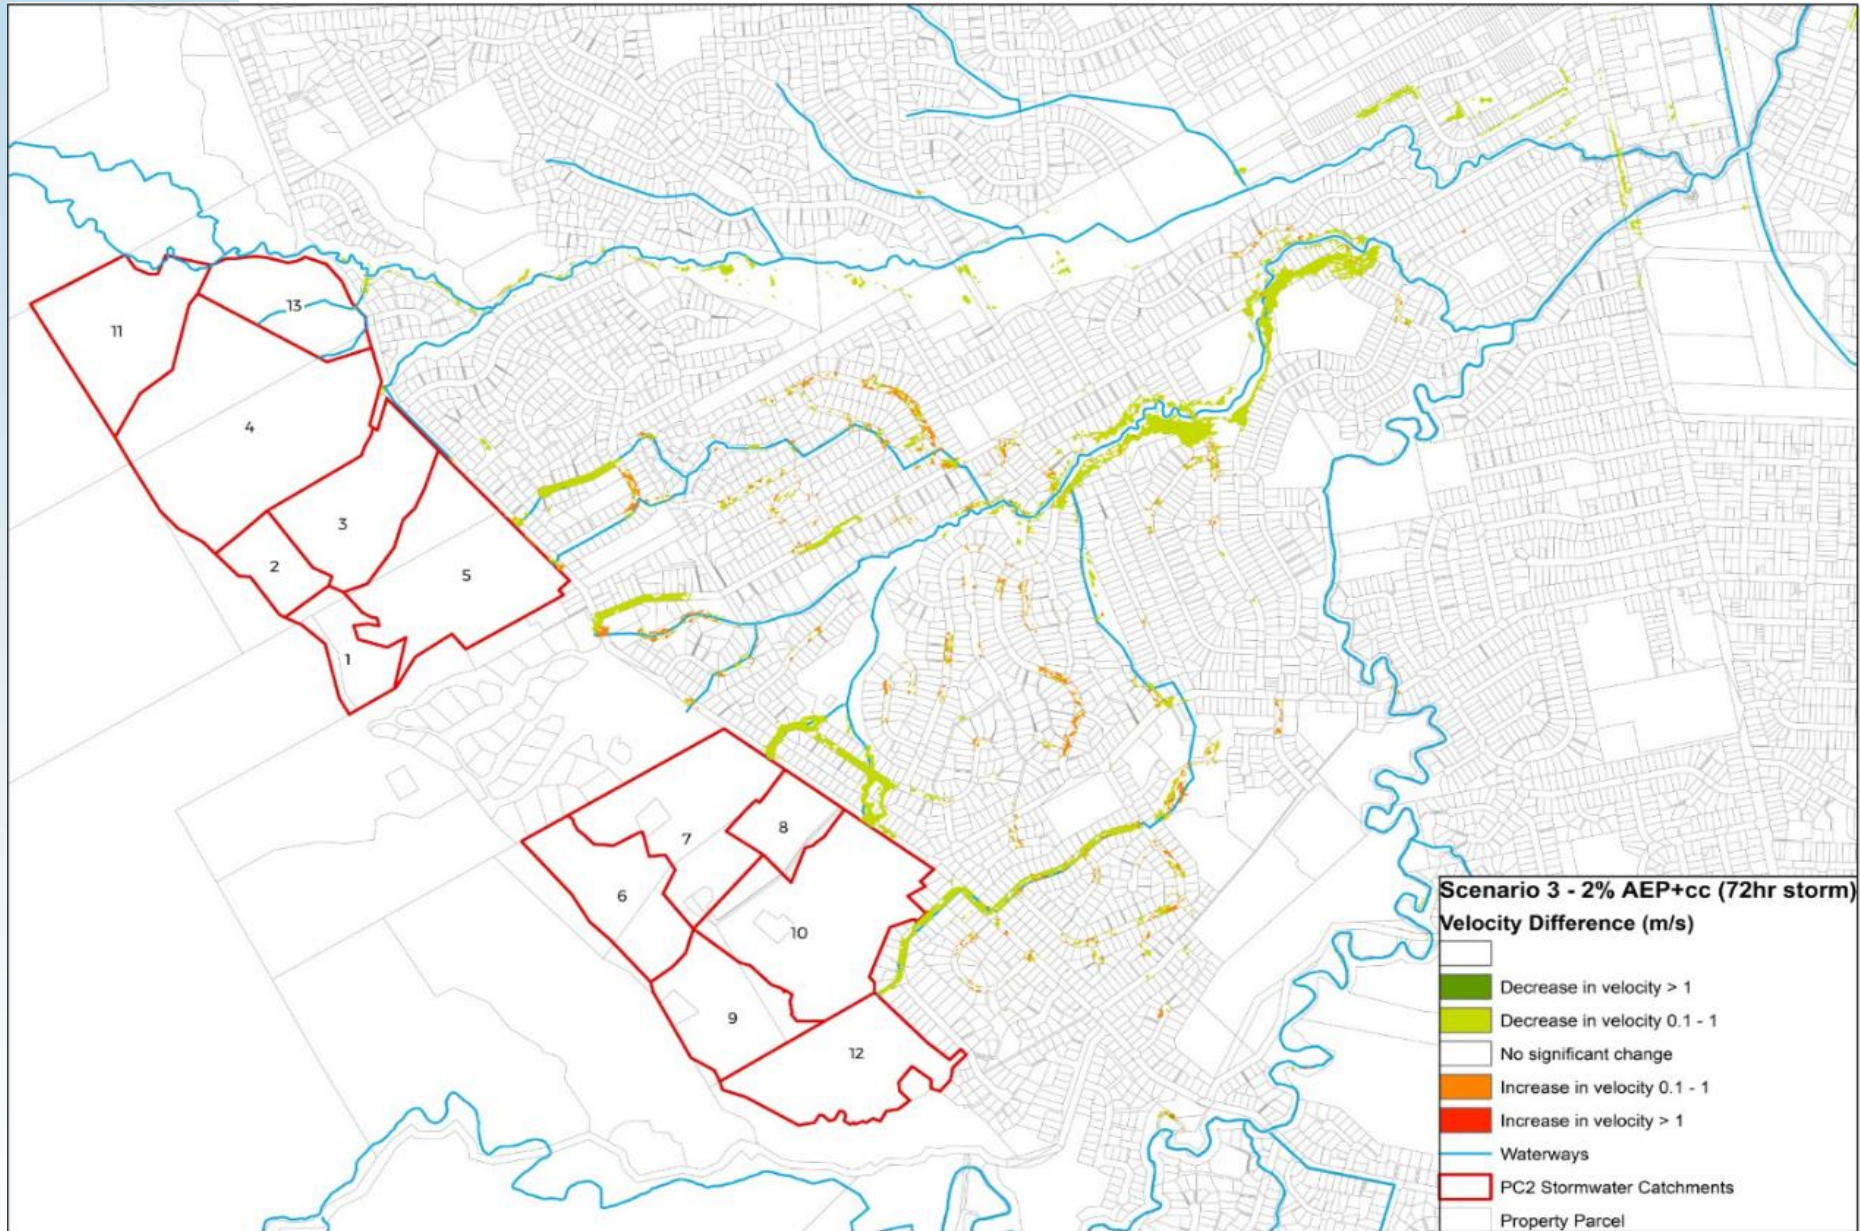 13
11
4
3
2
5
1
8
7
6
10
9
12
Scenario 3 - 2% AEP+cc (72hr storm)
Velocity Difference (m/s)
Decrease in velocity > 1
Decrease in velocity 0.1 - 1
No significant change
Increase in velocity 0.1 - 1
Increase in velocity > 1
Waterways
PC2 Stormwater Catchments
Property Parcel